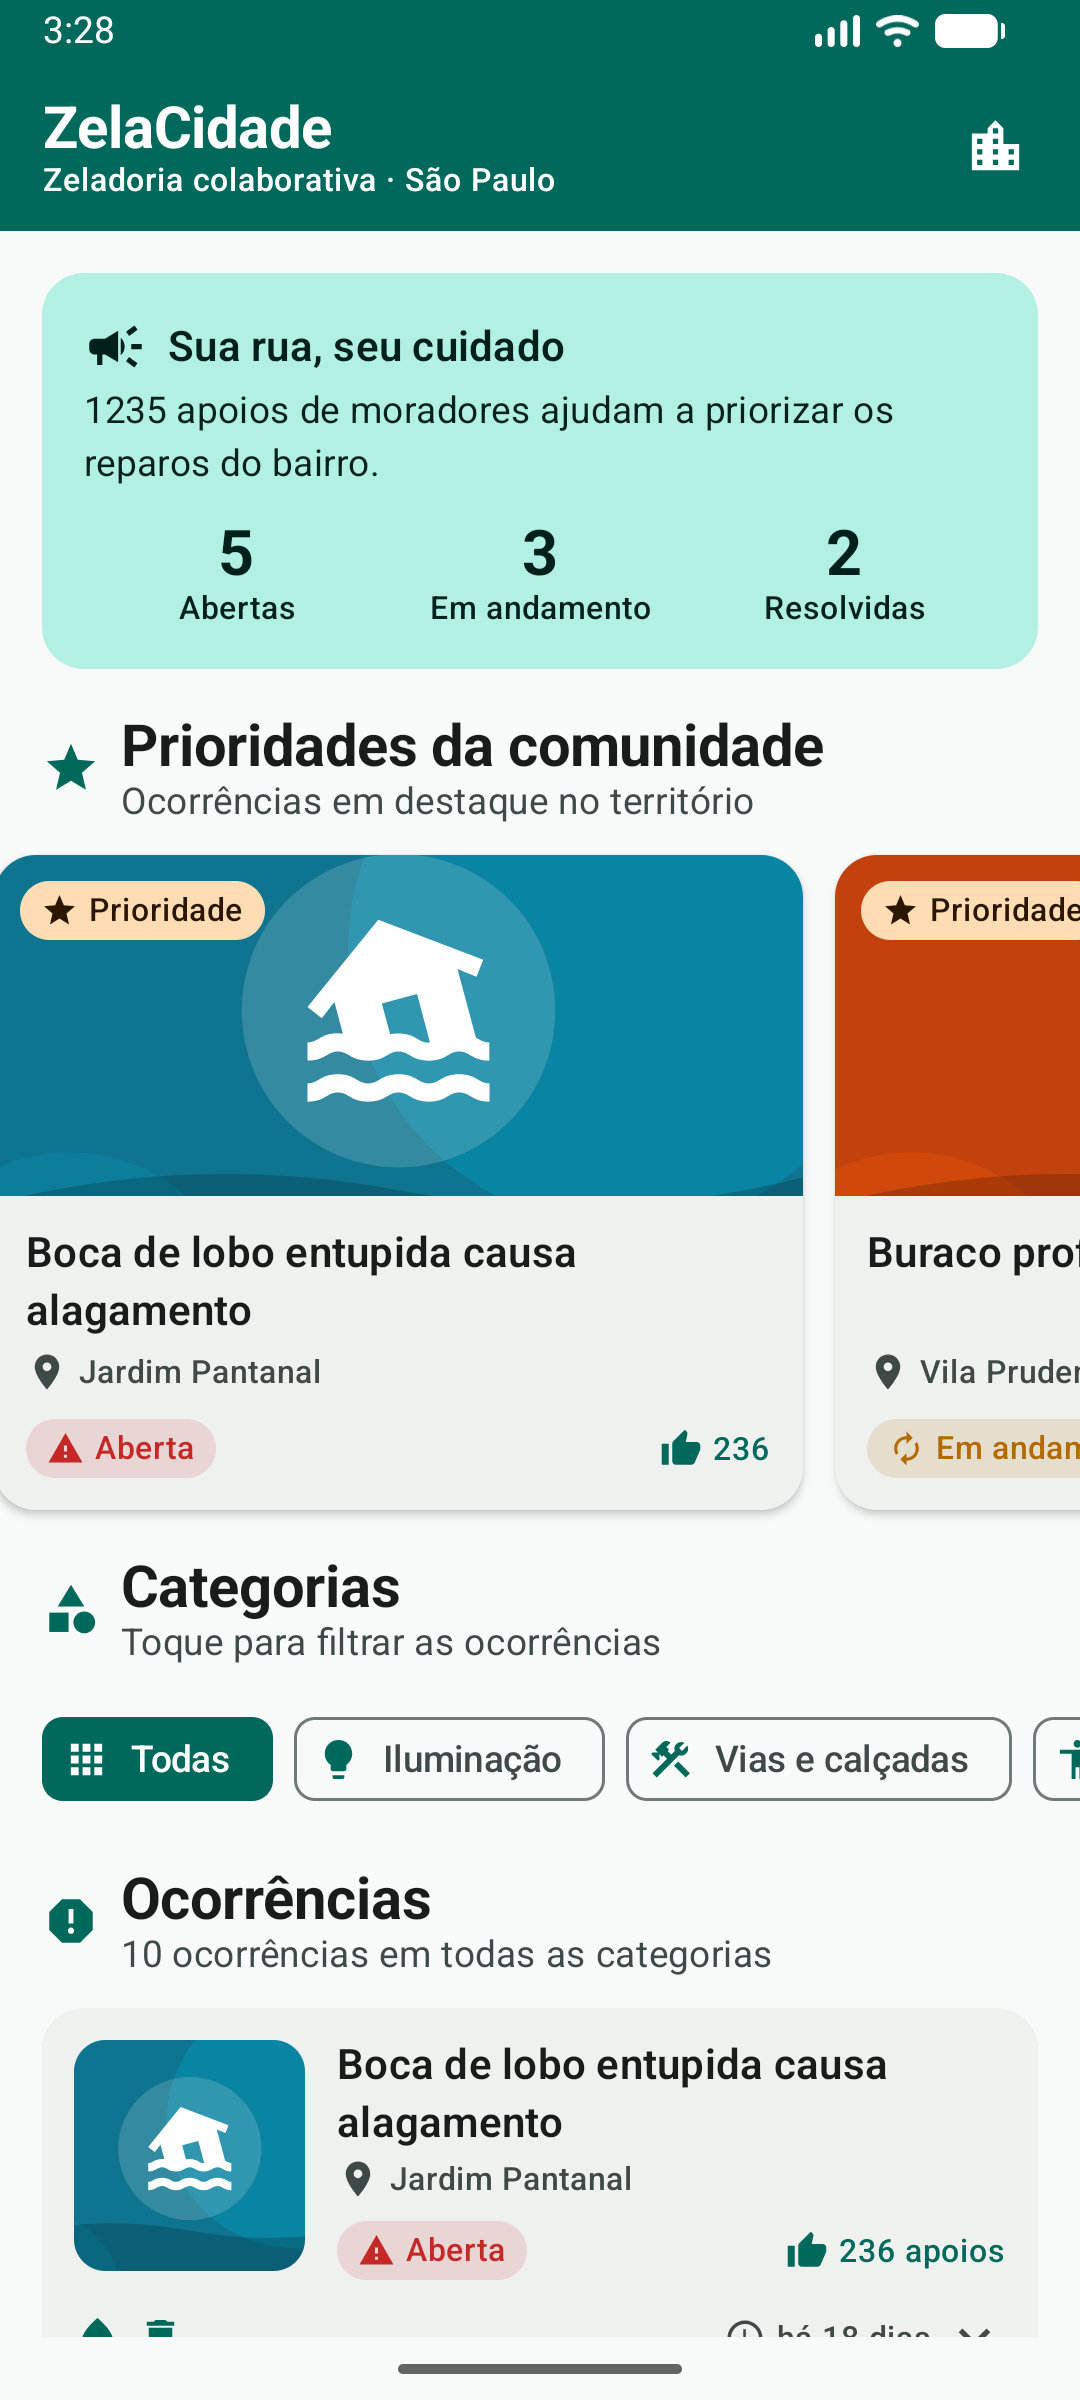 3:28
ZelaCidade
Zeladoria colaborativa · São Paulo
Sua rua, seu cuidado
1235 apoios de moradores ajudam a priorizar os
reparos do bairro.
5
Abertas
3
Em andamento
2
Resolvidas
Prioridades da comunidade
Ocorrências em destaque no território
Prioridade
Boca de lobo entupida causa
alagamento
Jardim Pantanal
Aberta
236
Prioridade
Buraco
Vila
Em
Categorias
Toque para filtrar as ocorrências
Todas
Iluminação
Vias e calçadas
Ocorrências
10 ocorrências em todas as categorias
Boca de lobo entupida causa
alagamento
Jardim Pantanal
Aberta
236 apoios
há 18 dias